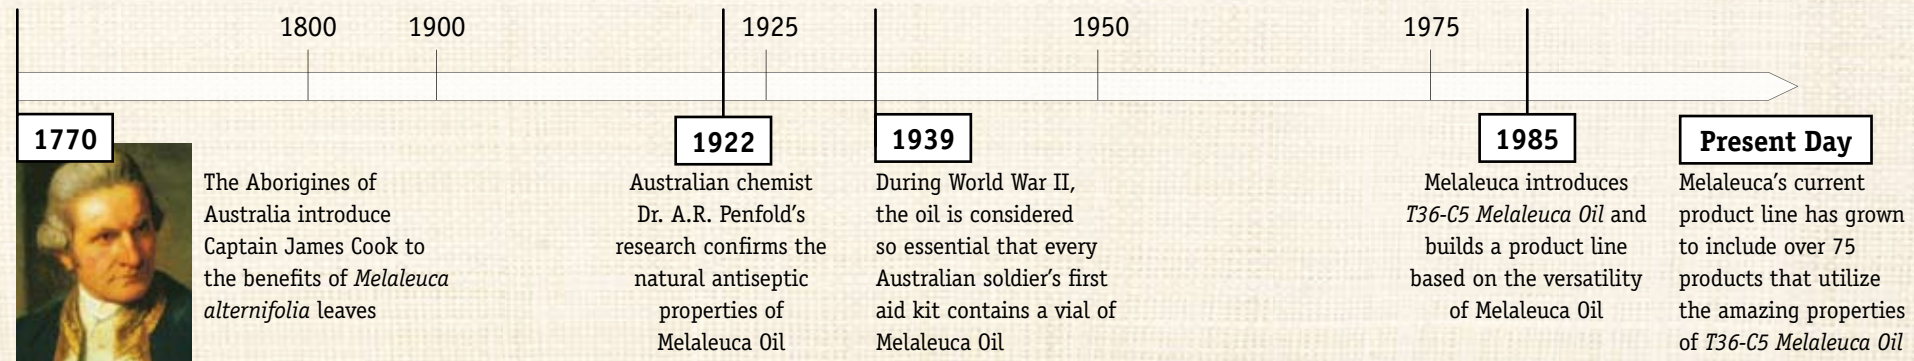 1800
1900
1925
1950
1975
1770
The Aborigines of
Australia introduce
Captain James Cook to
the benefits of Melaleuca
alternifolia leaves
1922
Australian chemist
Dr. A.R. Penfold’s
research confirms the
natural antiseptic
properties of
Melaleuca Oil
1939
During World War II,
the oil is considered
so essential that every
Australian soldier’s first
aid kit contains a vial of
Melaleuca Oil
1985
Melaleuca introduces
T36-C5 Melaleuca Oil and
builds a product line
based on the versatility
of Melaleuca Oil
Present Day
Melaleuca’s current
product line has grown
to include over 75
products that utilize
the amazing properties
of T36-C5 Melaleuca Oil